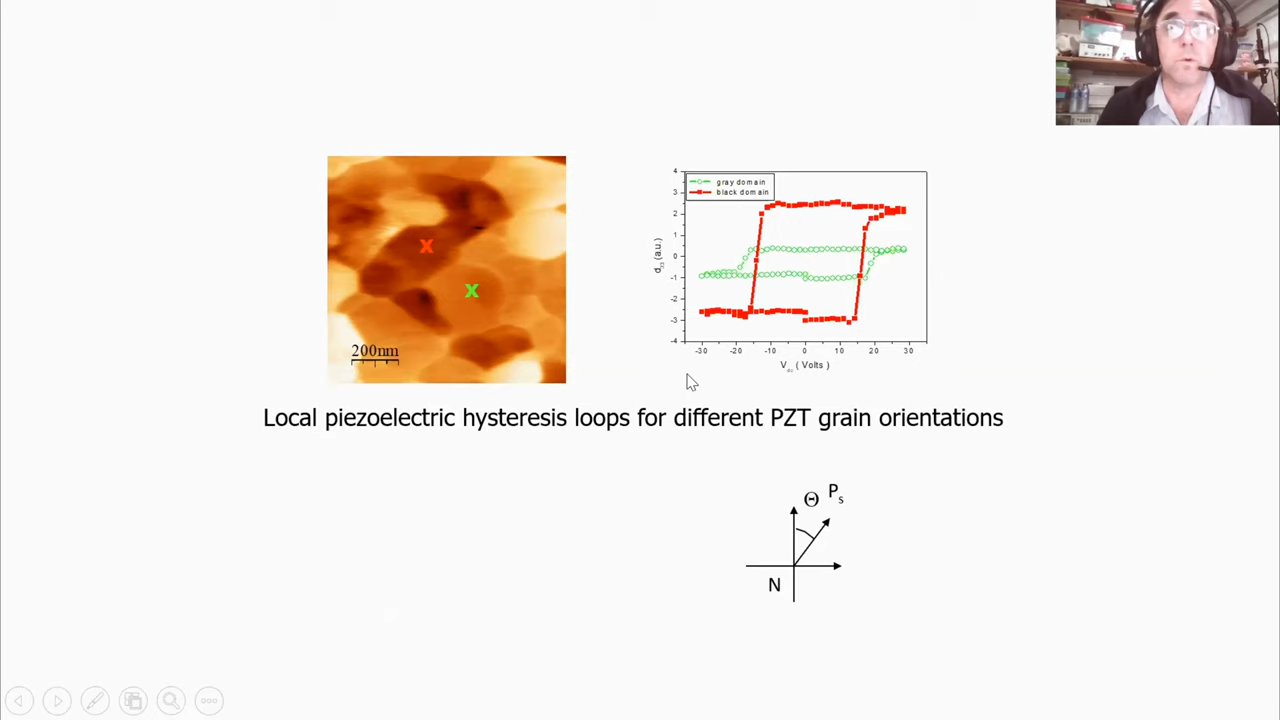 X
X
200nm
gray domain
black domain
4
3
2
1
0
-1
-2
-3
-4
d33 (a.u.)
-30 -20 -10 0 10 20 30
Vdc ( Volts )
Local piezoelectric hysteresis loops for different PZT grain orientations
Θ Ps
N